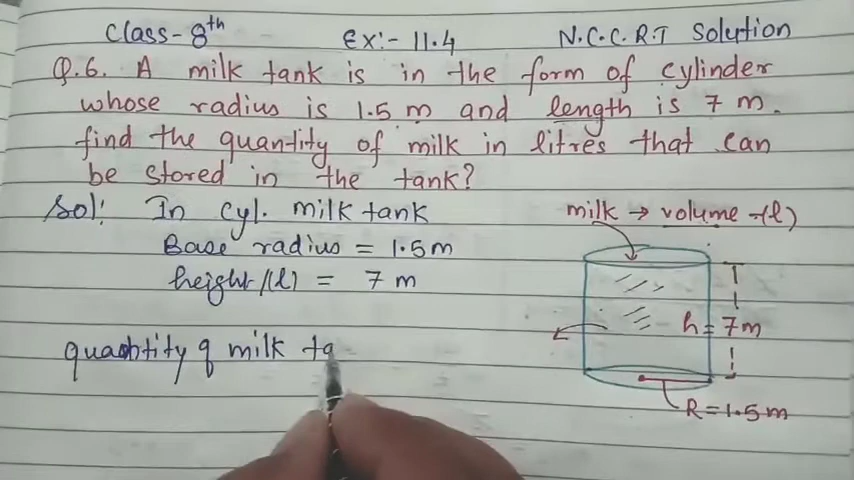 Class-8th Ex:- 11.4 N.C.C.R.T Solution
Q.6. A milk tank is in the form of cylinder
whose radius is 1.5 m and length is 7 m.
find the quantity of milk in litres that can
be stored in the tank?
Sol: In cyl. milk tank
milk → volume → (l)
Base radius = 1.5m
height/(l) = 7 m
h = 7m
quantity of milk ta
R = 1.5 m